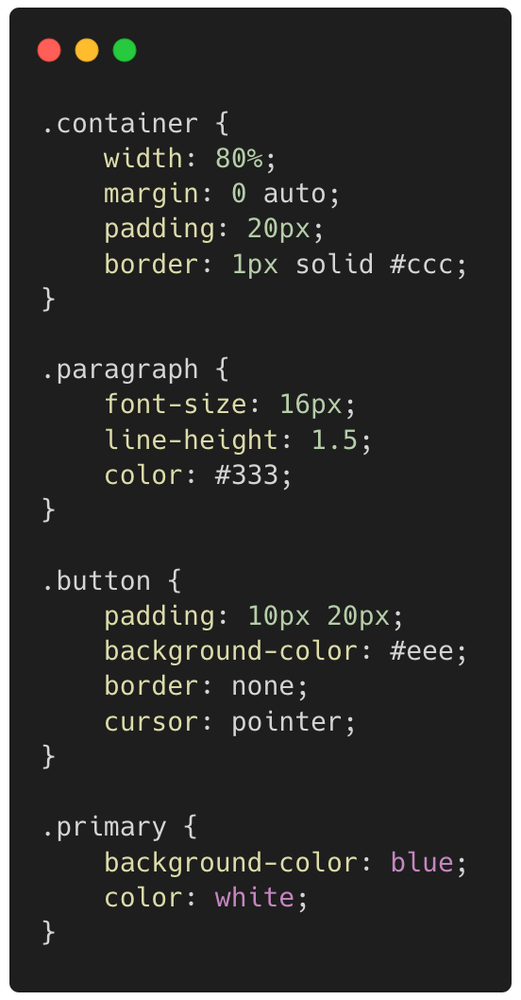 .container {
    width: 80%;
    margin: 0 auto;
    padding: 20px;
    border: 1px solid #ccc;
}

.paragraph {
    font-size: 16px;
    line-height: 1.5;
    color: #333;
}

.button {
    padding: 10px 20px;
    background-color: #eee;
    border: none;
    cursor: pointer;
}

.primary {
    background-color: blue;
    color: white;
}